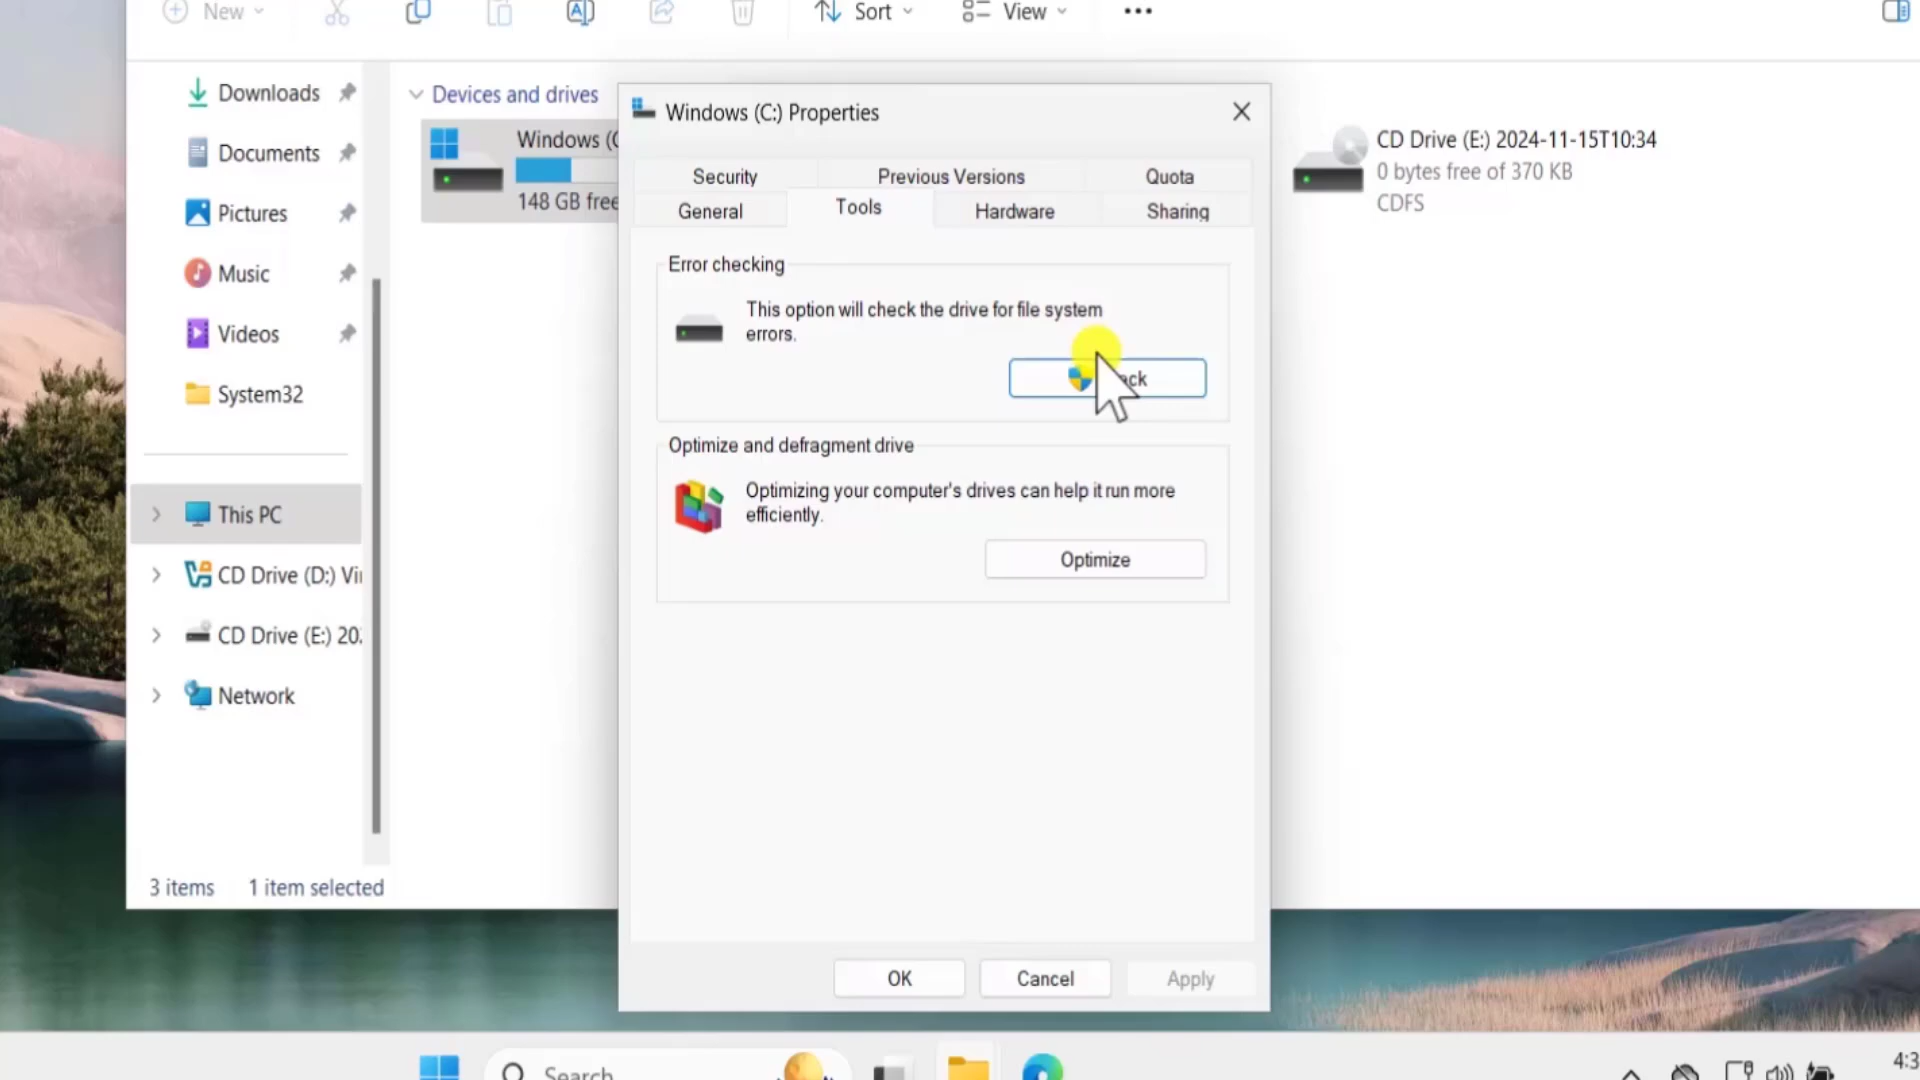 New
Sort
View
Downloads
Documents
Pictures
Music
Videos
System32
This PC
CD Drive (D:)
CD Drive (E:)
Network
3 items
1 item selected
Devices and drives
Windows
148 GB free
CD Drive (E:) 2024-11-15T10:34
0 bytes free of 370 KB
CDFS
Windows (C:) Properties
Security
Previous Versions
Quota
General
Tools
Hardware
Sharing
Error checking
This option will check the drive for file system
errors.
Optimize and defragment drive
Optimizing your computer's drives can help it run more
efficiently.
Optimize
OK
Cancel
Apply
Search